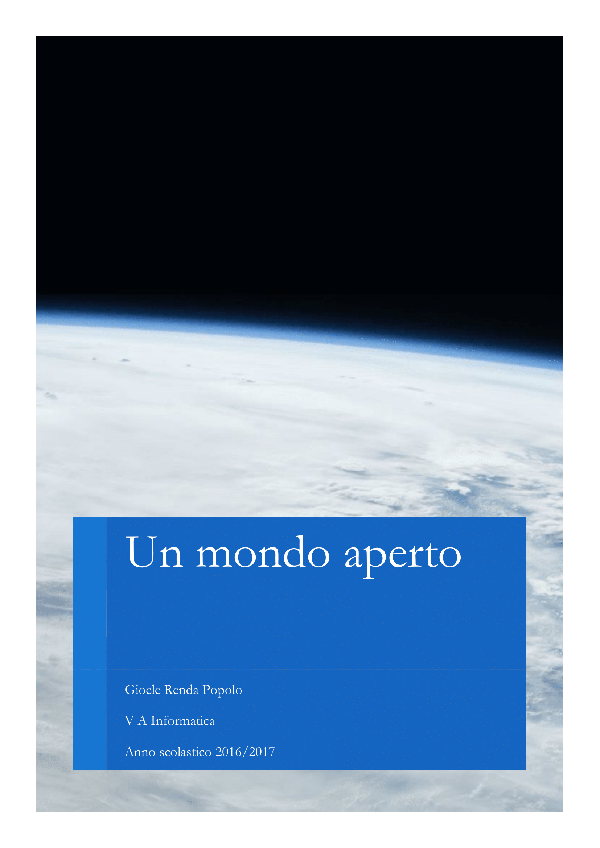 Un mondo aperto
Gioele Renda Popolo
V A Informatica
Anno scolastico 2016/2017